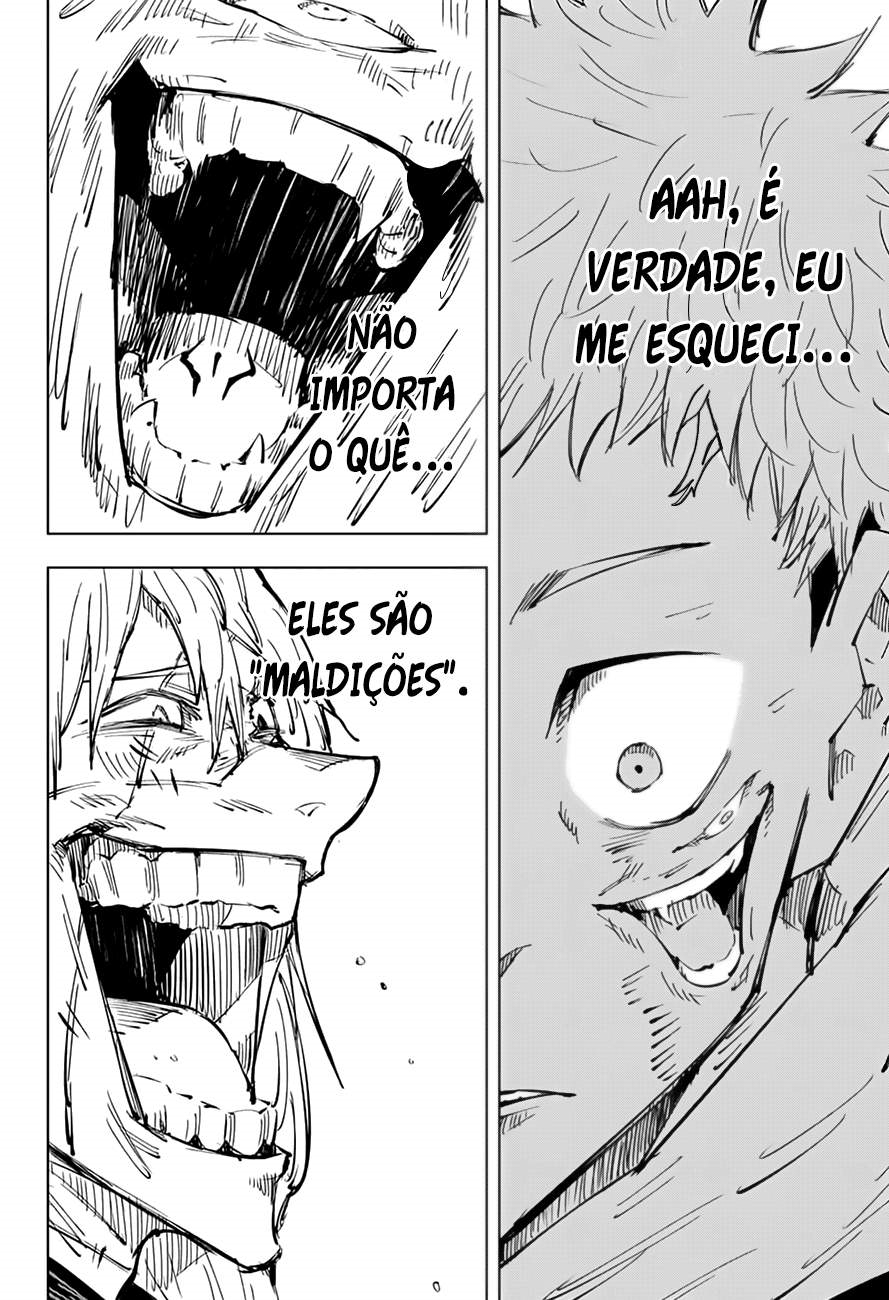 AAH, É
VERDADE, EU
ME ESQUECI...
NÃO
IMPORTA
O QUÊ...
ELES SÃO
"MALDIÇÕES".